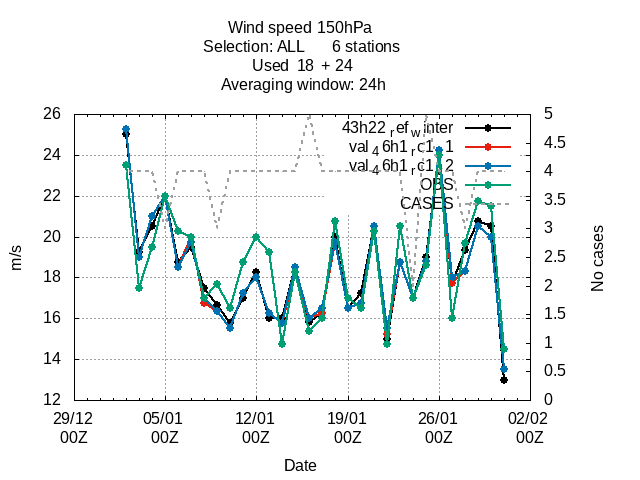 Wind speed 150hPa
Selection: ALL 6 stations
Used 18 + 24
Averaging window: 24h
26
24
22
20
18
16
14
12
5
4.5
4
3.5
3
2.5
2
1.5
1
0.5
0
43h22_ref_winter
val_46h1_rc1_1
val_46h1_rc1_2
OBS
CASES
m/s
No cases
29/12 05/01 12/01 19/01 26/01 02/02
00Z 00Z 00Z 00Z 00Z 00Z
Date